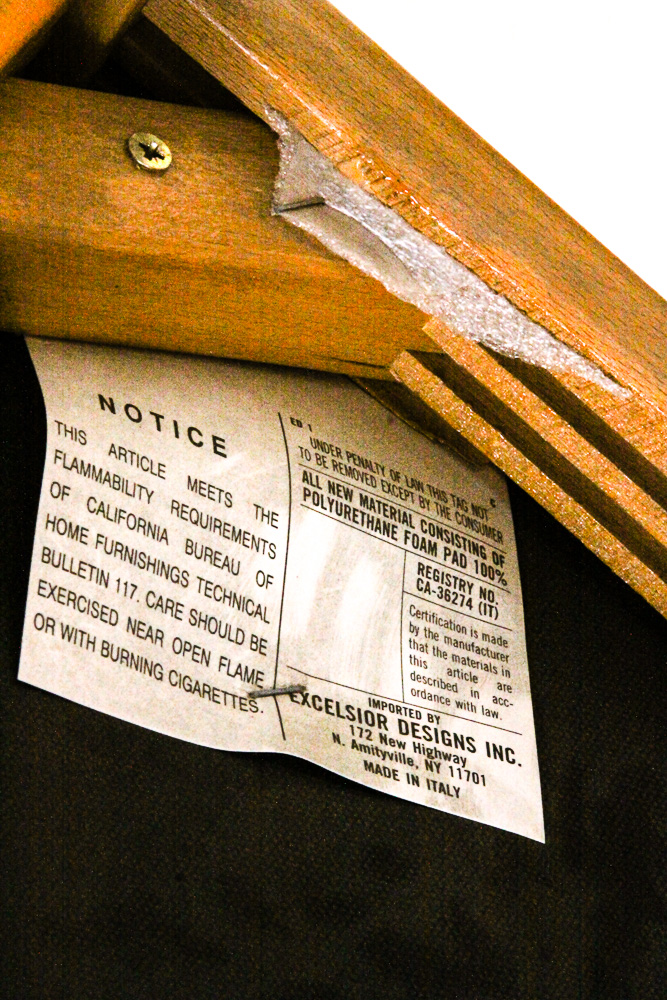 NOTICE
THIS ARTICLE MEETS THE
FLAMMABILITY REQUIREMENTS
OF CALIFORNIA BUREAU OF
HOME FURNISHINGS TECHNICAL
BULLETIN 117. CARE SHOULD BE
EXERCISED NEAR OPEN FLAME
OR WITH BURNING CIGARETTES.
ED 1
UNDER PENALTY OF LAW THIS TAG NOT
TO BE REMOVED EXCEPT BY THE CONSUMER
ALL NEW MATERIAL CONSISTING OF
POLYURETHANE FOAM PAD 100%
REGISTRY NO.
CA-36274 (IT)
Certification is made
by the manufacturer
that the materials in
this article are
described in acc-
ordance with law.
IMPORTED BY
EXCELSIOR DESIGNS INC.
172 New Highway
N. Amityville, NY 11701
MADE IN ITALY